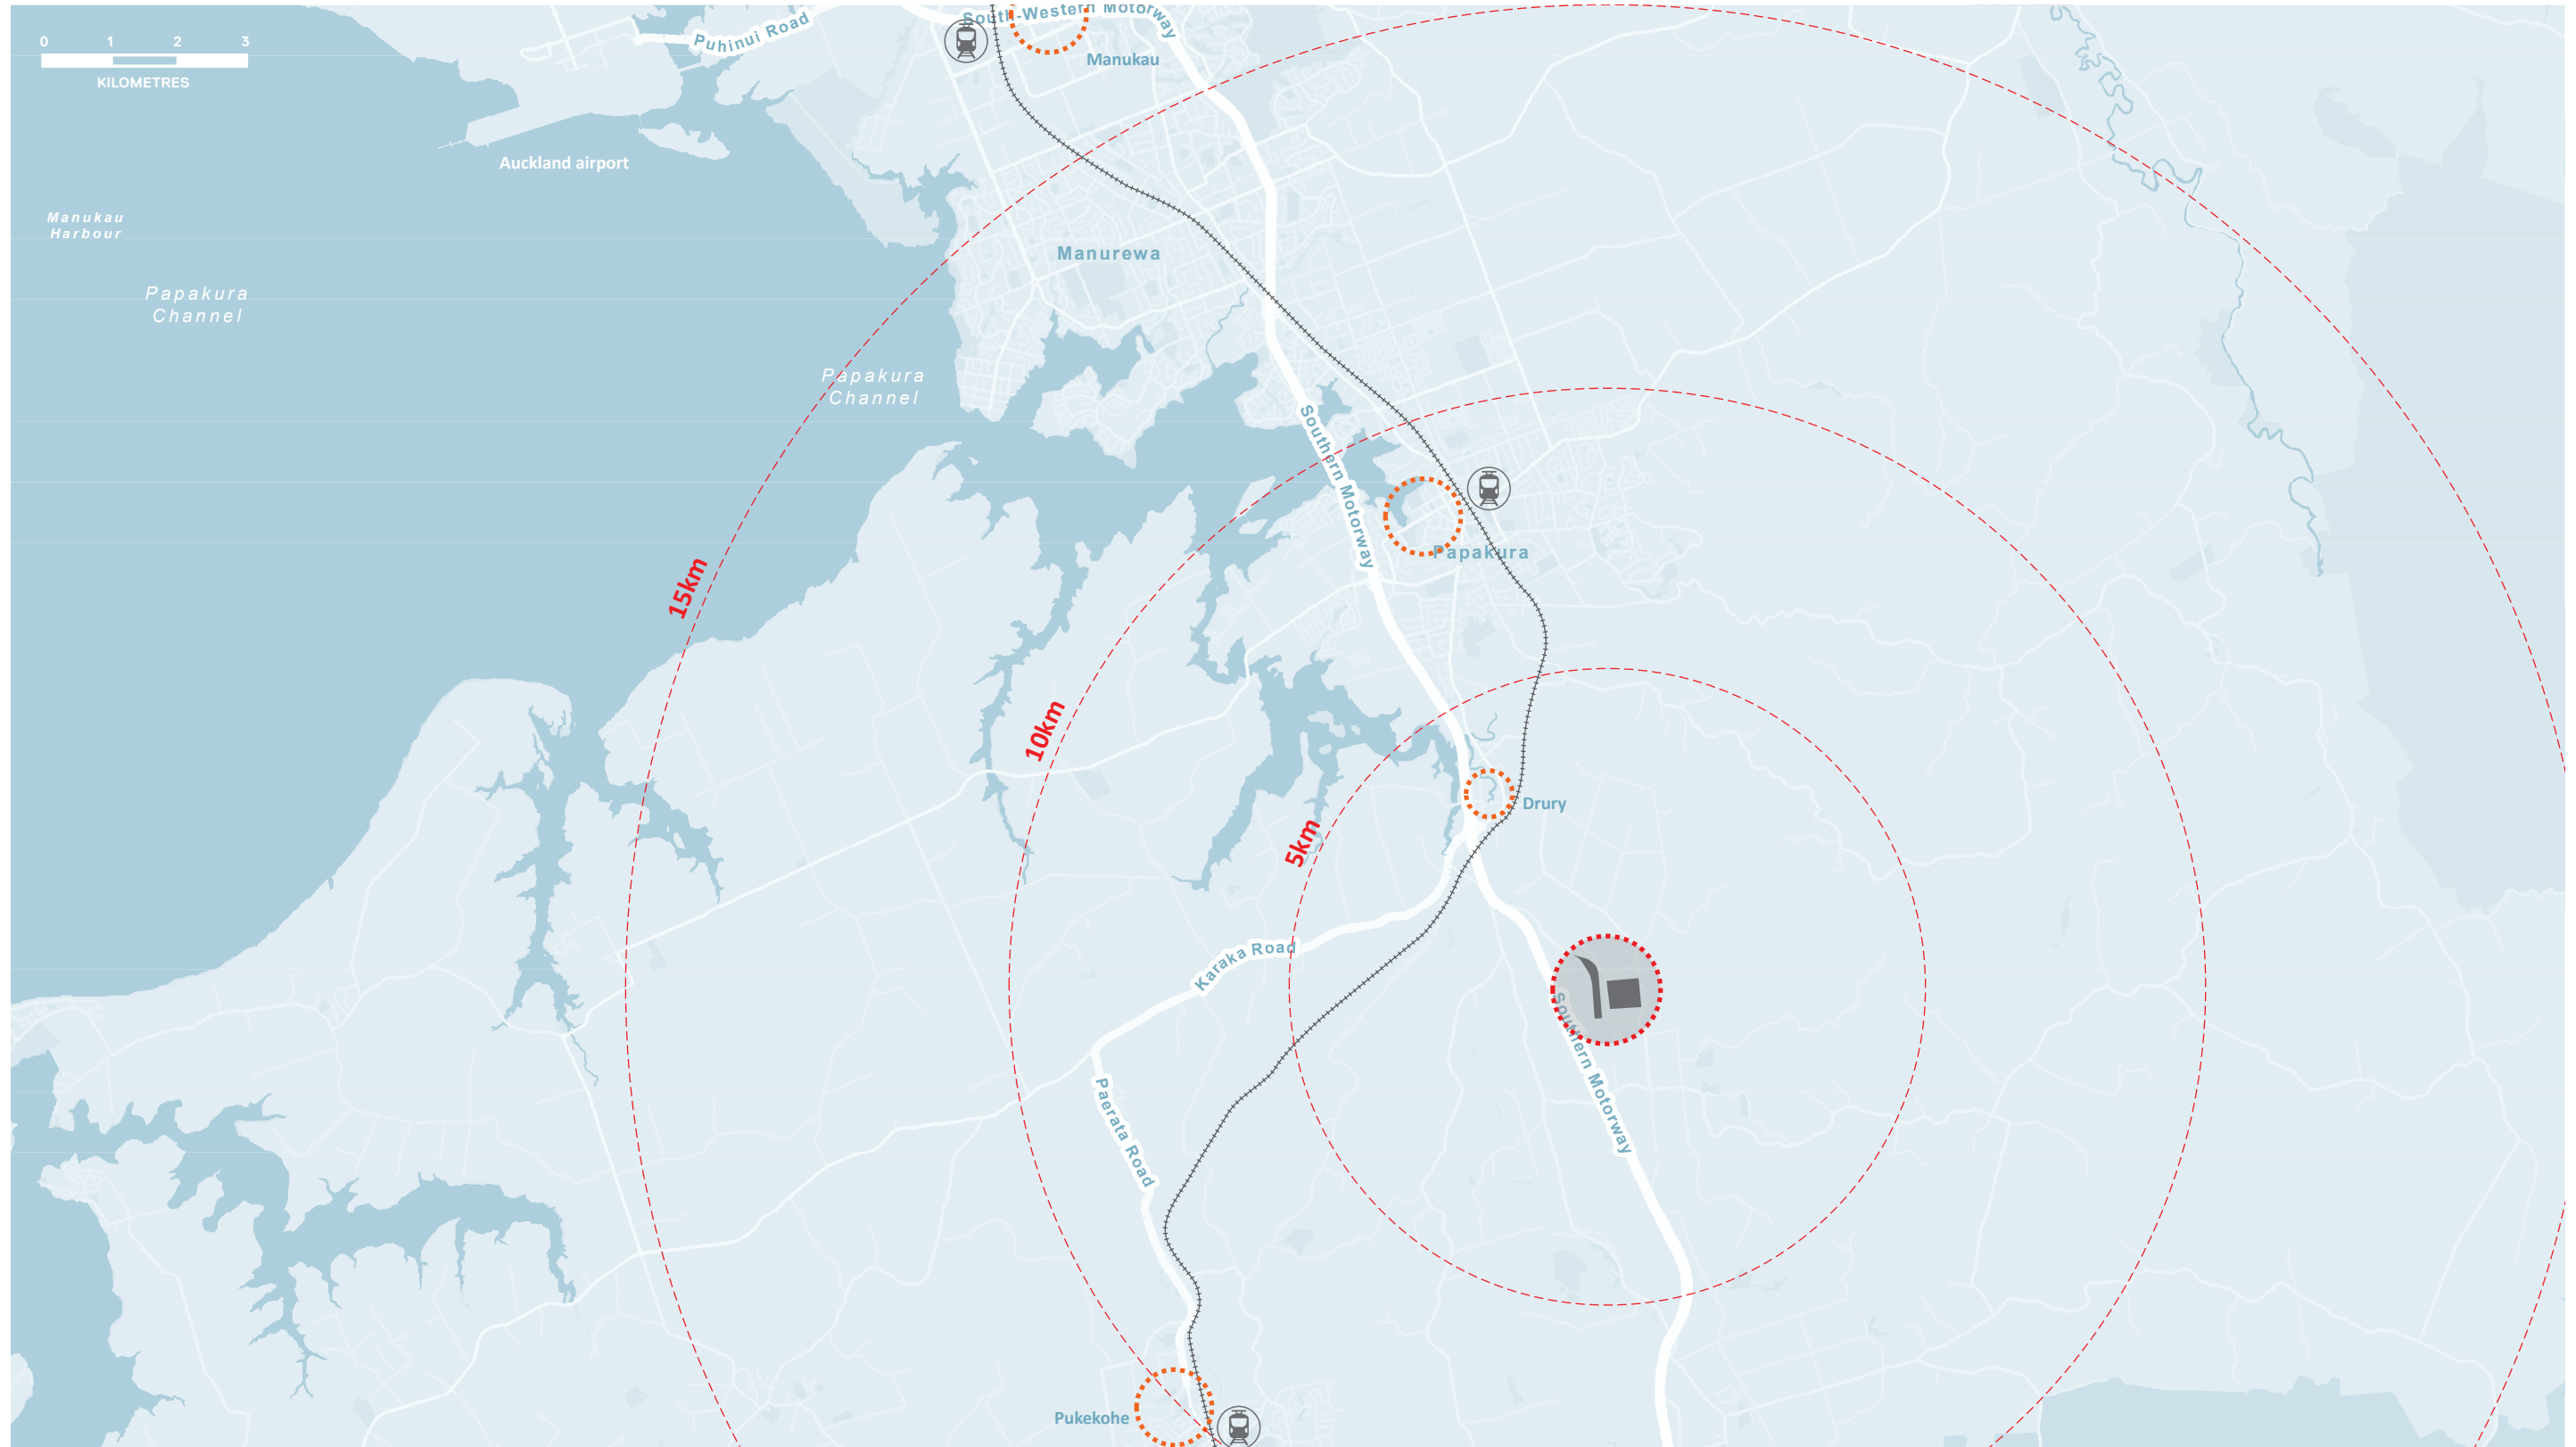 South-Western Motorway
Puhinui Road
0 1 2 3
KILOMETRES
Manukau
Auckland airport
Manukau
Harbour
Manurewa
Papakura
Channel
Papakura
Channel
Southern Motorway
Papakura
15km
10km
Drury
5km
Karaka Road
Southern Motorway
Paerata Road
Pukekohe